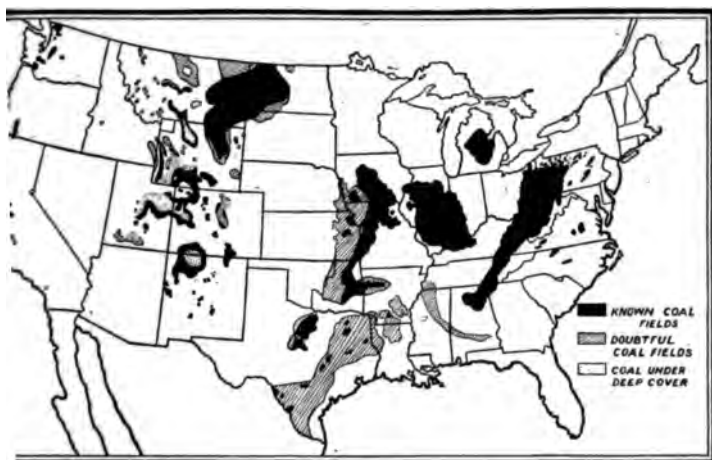 KNOWN COAL
FIELDS
DOUBTFUL
COAL FIELDS
COAL UNDER
DEEP COVER